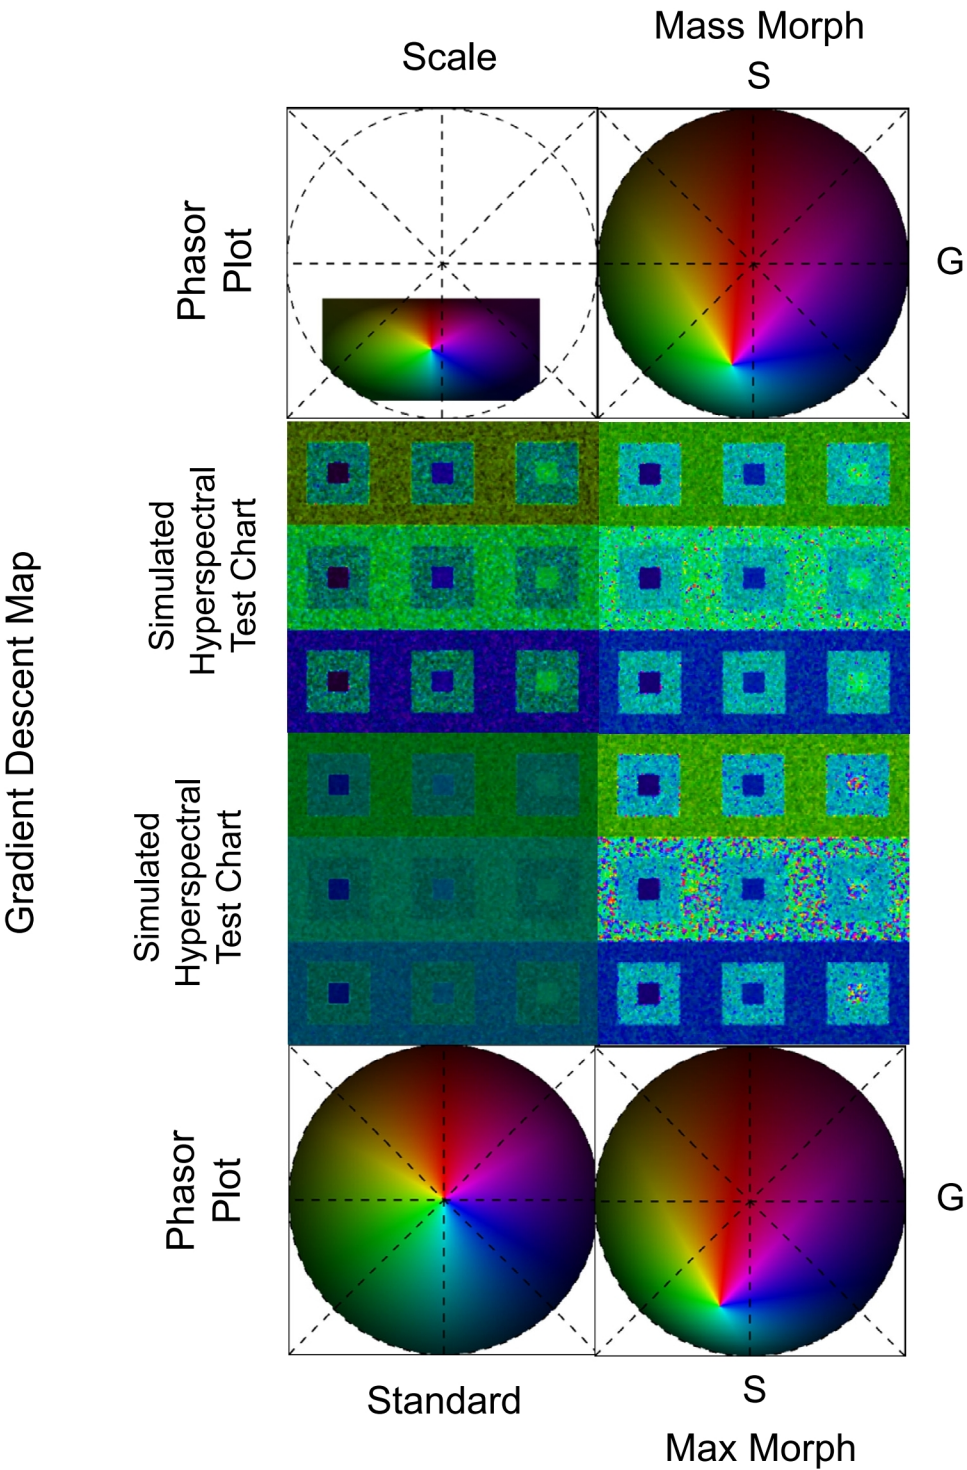 Mass Morph
Scale
S
Phasor
Plot
G
Gradient Descent Map
Simulated
Hyperspectral
Test Chart
Simulated
Hyperspectral
Test Chart
Phasor
Plot
G
Standard
S
Max Morph